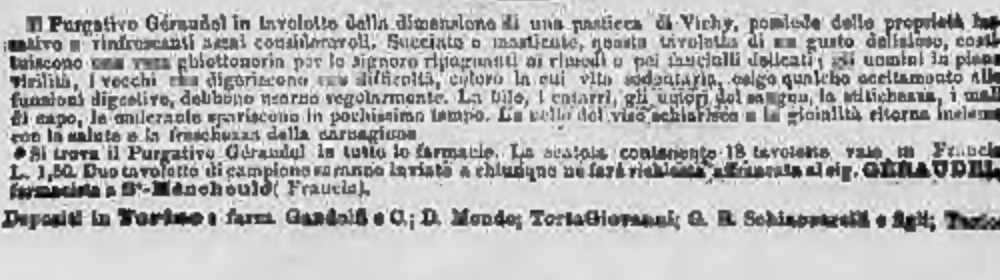 Il Purgativo Géraudel in tavolette della dimensione di una pasticca di Vichy, possiede delle proprietà
e rinfrescanti assai considerevoli. Succiate o masticate, queste tavolette di un gusto delizioso,
tuiscono una vera ghiottoneria per le signore ripugnanti ai rimedi e pei fanciulli delicati; gli uomini in piena
virilità, i vecchi che digeriscono con difficoltà, coloro la cui vita sedentaria, esige qualche eccitamento alle
funzioni digestive, debbono usarne regolarmente. La bile, i catarri, gli umori del sangue, la stitichezza, i mali
di capo, le emicranie spariscono in pochissimo tempo. La pelle del viso schiarisce e la gioialità ritorna insieme
con la salute e la freschezza della carnagione
Si trova il Purgativo Géraudel in tutte le farmacie. La scatola contenente 18 tavolette vale in Francia
L. 1,50. Due tavolette di campione saranno inviate a chiunque ne farà richiesta affrancata al sig. GÉRAUDEL
farmacista a Ste-Ménehould (Francia).
Depositi in Torino: farm. Gandolfi e C.; D. Mondo; Torta Giovanni; G. B. Schiapparelli e figli;